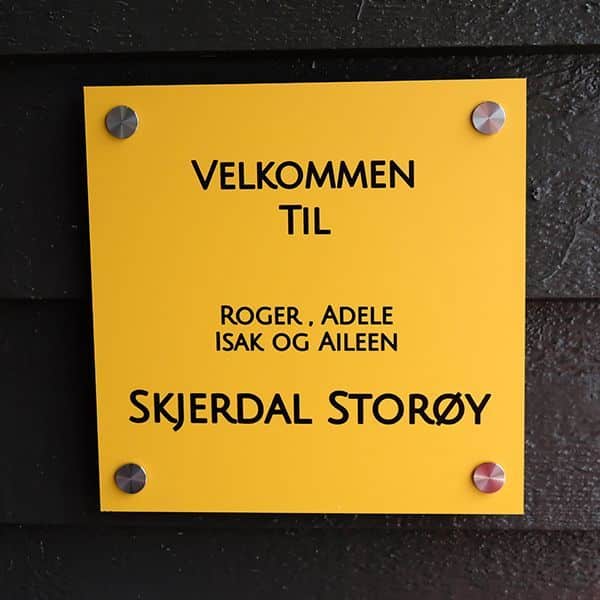 Velkommen
Til
Roger , Adele
Isak og Aileen
Skjerdal Storøy